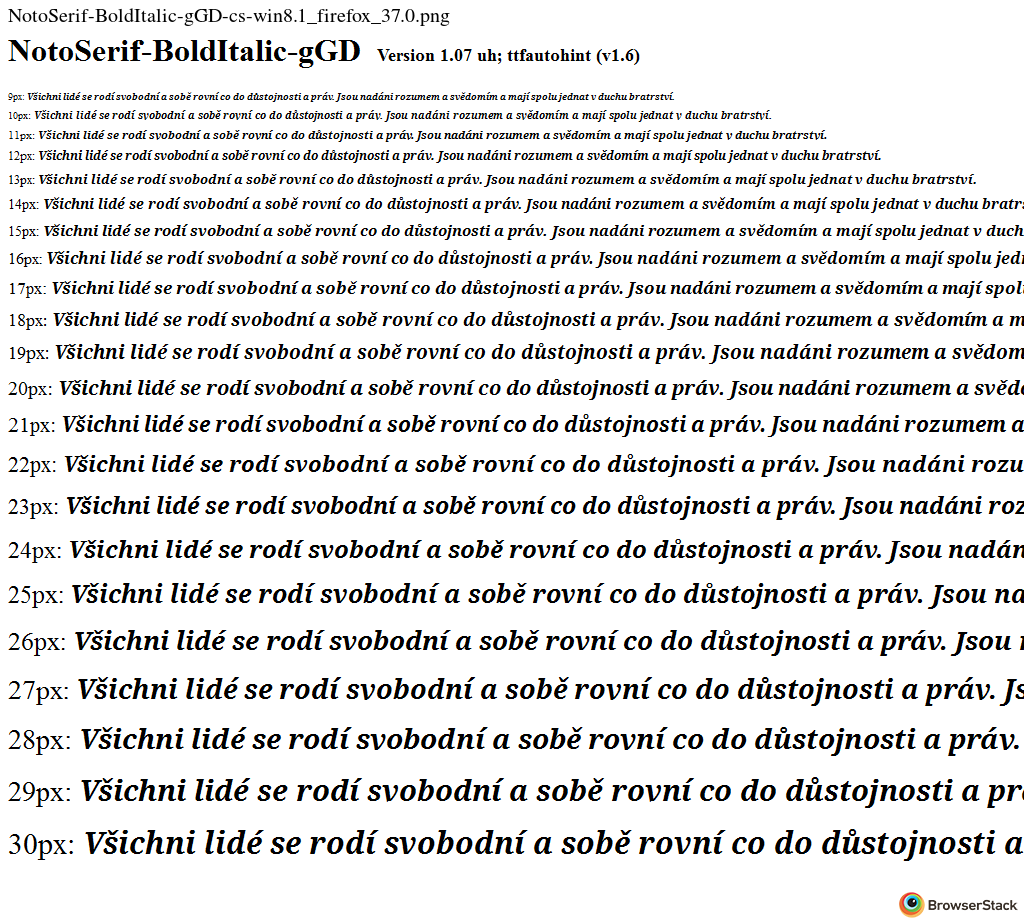 NotoSerif-BoldItalic-gGD-cs-win8.1_firefox_37.0.png
NotoSerif-BoldItalic-gGD Version 1.07 uh; ttfautohint (v1.6)
9px: Všichni lidé se rodí svobodní a sobě rovní co do důstojnosti a práv. Jsou nadáni rozumem a svědomím a mají spolu jednat v duchu bratrství.
10px: Všichni lidé se rodí svobodní a sobě rovní co do důstojnosti a práv. Jsou nadáni rozumem a svědomím a mají spolu jednat v duchu bratrství.
11px: Všichni lidé se rodí svobodní a sobě rovní co do důstojnosti a práv. Jsou nadáni rozumem a svědomím a mají spolu jednat v duchu bratrství.
12px: Všichni lidé se rodí svobodní a sobě rovní co do důstojnosti a práv. Jsou nadáni rozumem a svědomím a mají spolu jednat v duchu bratrství.
13px: Všichni lidé se rodí svobodní a sobě rovní co do důstojnosti a práv. Jsou nadáni rozumem a svědomím a mají spolu jednat v duchu bratrství.
14px: Všichni lidé se rodí svobodní a sobě rovní co do důstojnosti a práv. Jsou nadáni rozumem a svědomím a mají spolu jednat v duchu bratrs
15px: Všichni lidé se rodí svobodní a sobě rovní co do důstojnosti a práv. Jsou nadáni rozumem a svědomím a mají spolu jednat v duch
16px: Všichni lidé se rodí svobodní a sobě rovní co do důstojnosti a práv. Jsou nadáni rozumem a svědomím a mají spolu jedn
17px: Všichni lidé se rodí svobodní a sobě rovní co do důstojnosti a práv. Jsou nadáni rozumem a svědomím a mají spolu
18px: Všichni lidé se rodí svobodní a sobě rovní co do důstojnosti a práv. Jsou nadáni rozumem a svědomím a m
19px: Všichni lidé se rodí svobodní a sobě rovní co do důstojnosti a práv. Jsou nadáni rozumem a svědom
20px: Všichni lidé se rodí svobodní a sobě rovní co do důstojnosti a práv. Jsou nadáni rozumem a svědo
21px: Všichni lidé se rodí svobodní a sobě rovní co do důstojnosti a práv. Jsou nadáni rozumem a
22px: Všichni lidé se rodí svobodní a sobě rovní co do důstojnosti a práv. Jsou nadáni rozu
23px: Všichni lidé se rodí svobodní a sobě rovní co do důstojnosti a práv. Jsou nadáni roz
24px: Všichni lidé se rodí svobodní a sobě rovní co do důstojnosti a práv. Jsou nadán
25px: Všichni lidé se rodí svobodní a sobě rovní co do důstojnosti a práv. Jsou na
26px: Všichni lidé se rodí svobodní a sobě rovní co do důstojnosti a práv. Jsou
27px: Všichni lidé se rodí svobodní a sobě rovní co do důstojnosti a práv. Js
28px: Všichni lidé se rodí svobodní a sobě rovní co do důstojnosti a práv.
29px: Všichni lidé se rodí svobodní a sobě rovní co do důstojnosti a prá
30px: Všichni lidé se rodí svobodní a sobě rovní co do důstojnosti a
BrowserStack